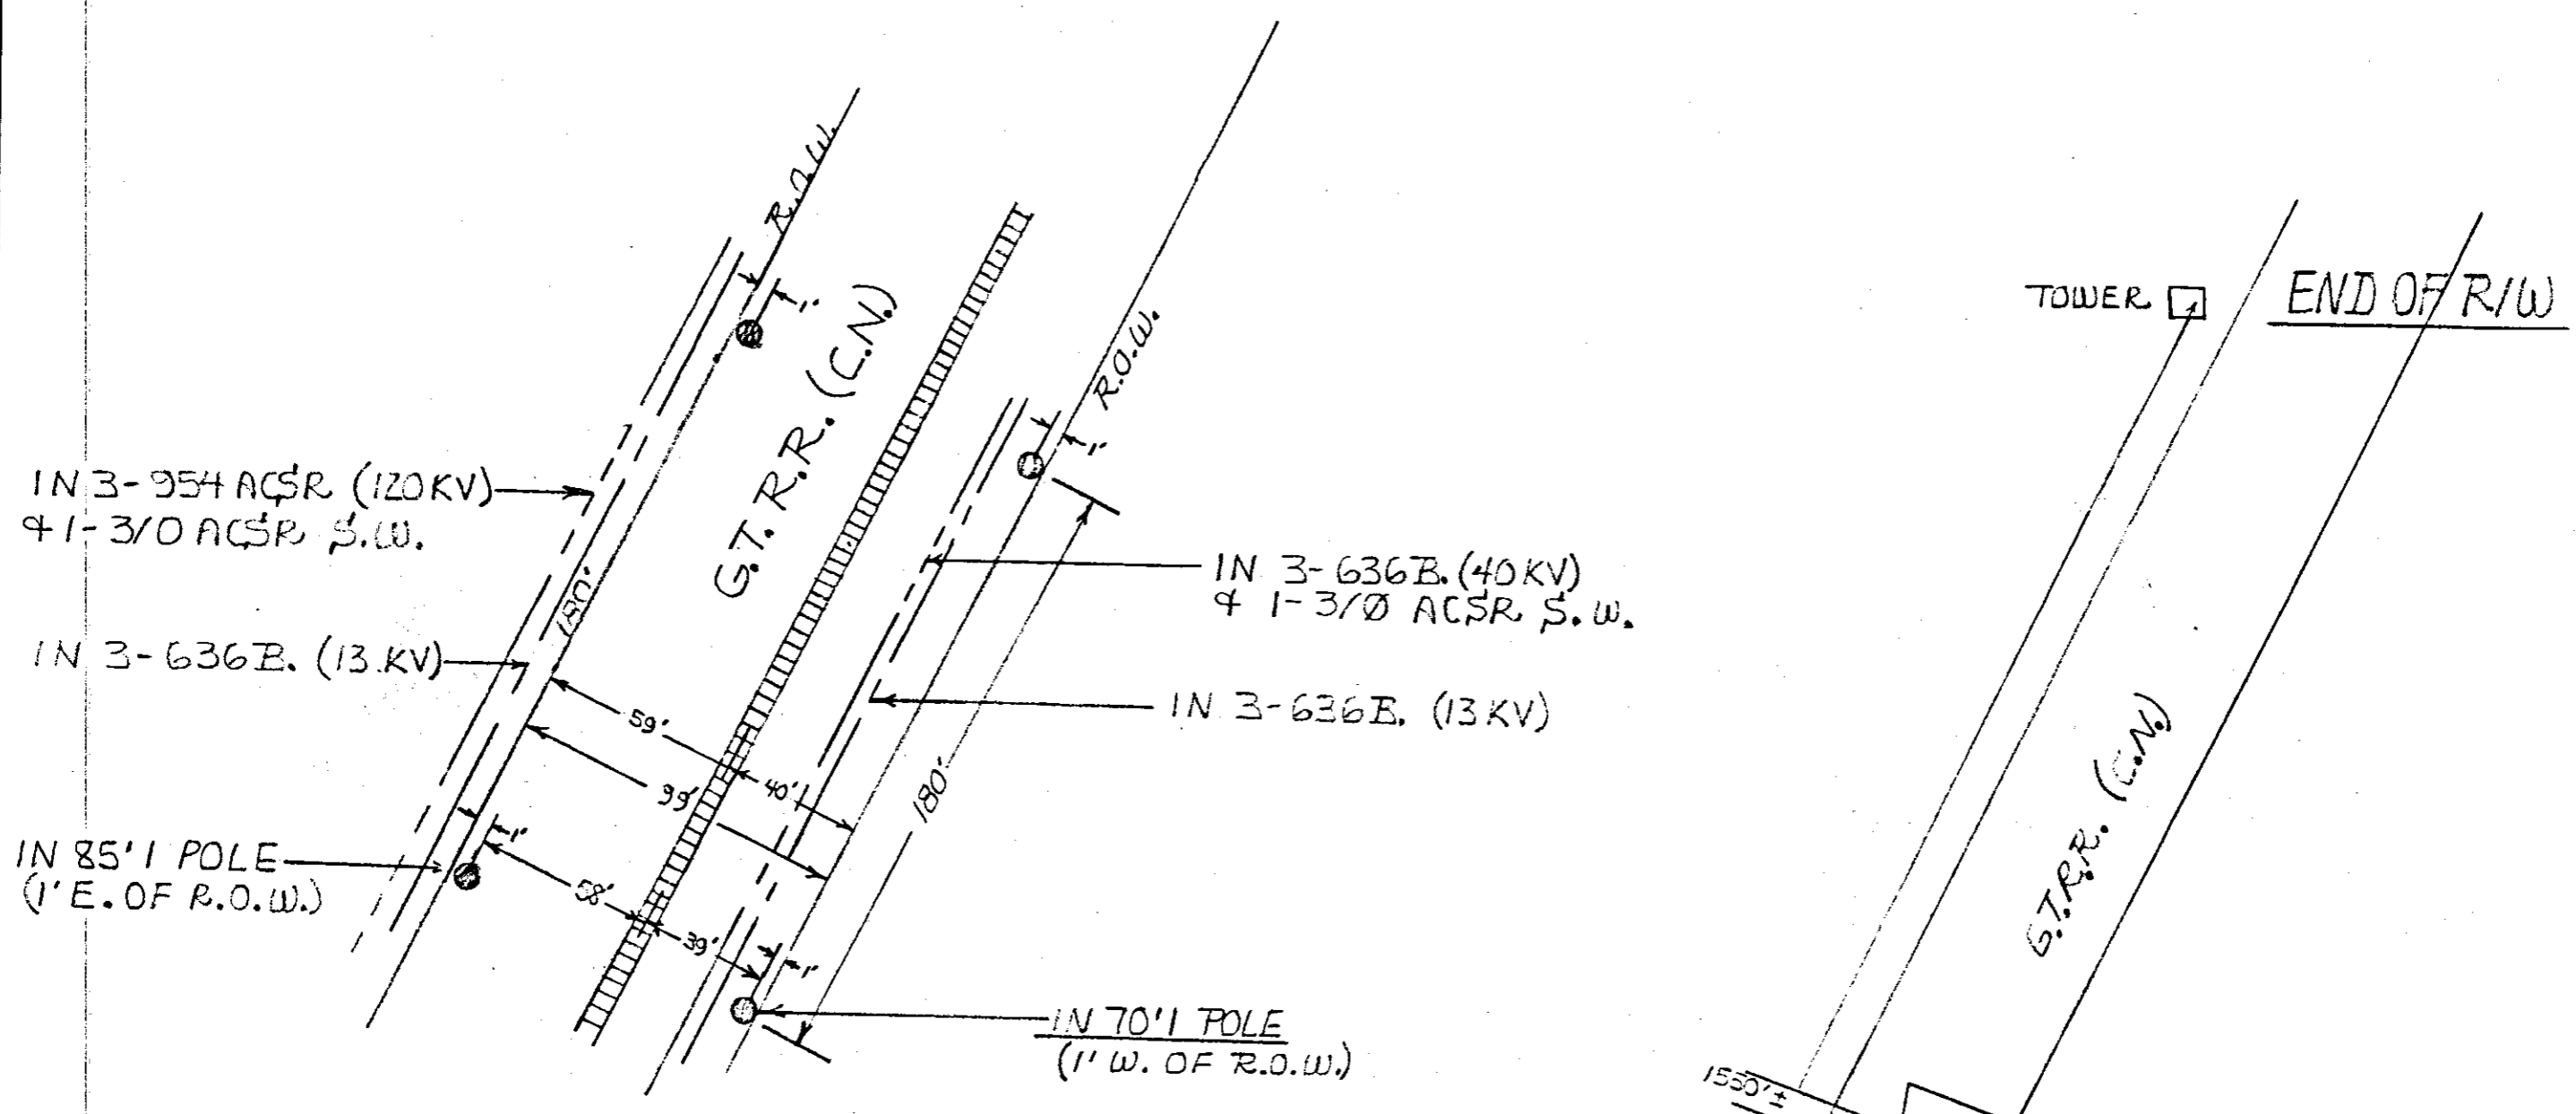 R.O.W.
1'
G.T.R.R. (C.N.)
R.O.W.
1'
TOWER
END OF R/W
IN 3-954 ACSR (120KV)
& 1-3/0 ACSR S.W.
180'
IN 3-636B. (40KV)
& 1-3/0 ACSR S.W.
IN 3-636B. (13KV)
IN 3-636B. (13KV)
59'
99'
40'
180'
IN 85'1 POLE
(1' E. OF R.O.W.)
1'
58'
39'
1'
IN 70'1 POLE
(1' W. OF R.O.W.)
G.T.R.R. (C.N.)
1550'±